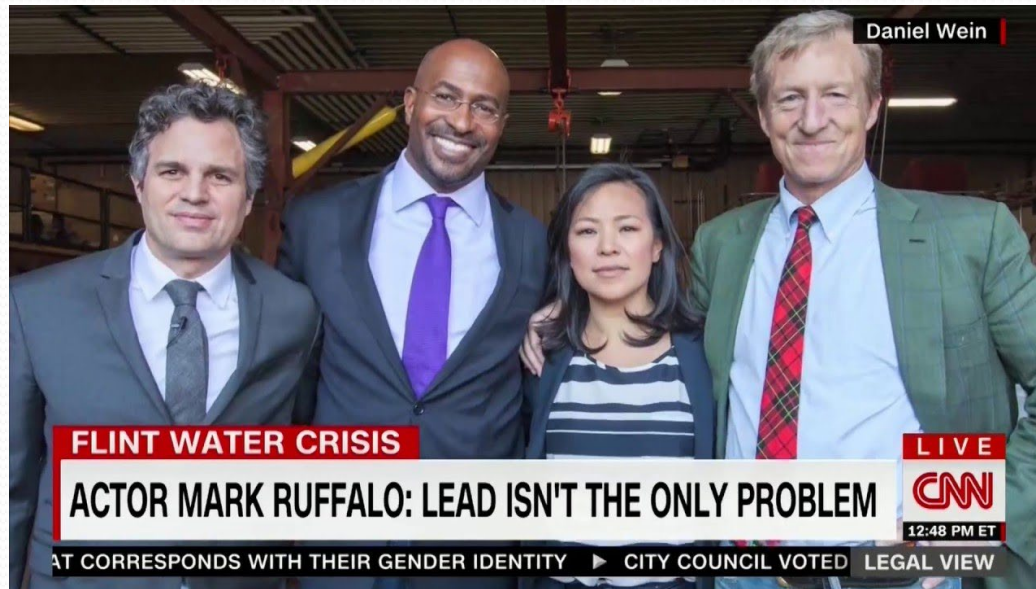 Daniel Wein
FLINT WATER CRISIS
ACTOR MARK RUFFALO: LEAD ISN'T THE ONLY PROBLEM
LIVE
CNN
12:48 PM ET
AT CORRESPONDS WITH THEIR GENDER IDENTITY ▶ CITY COUNCIL VOTED
LEGAL VIEW